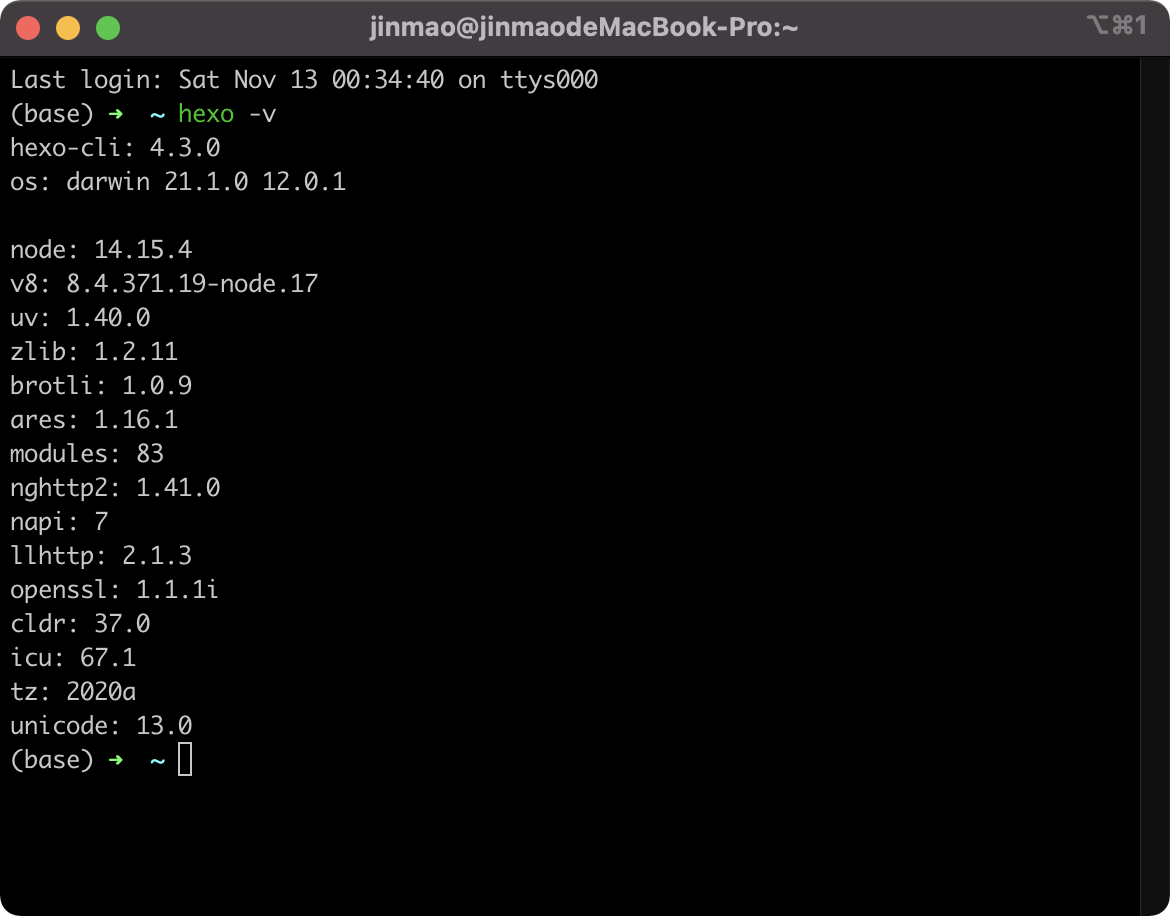 jinmao@jinmaodeMacBook-Pro:~ ⌥⌘1
Last login: Sat Nov 13 00:34:40 on ttys000
(base) ➜  ~ hexo -v
hexo-cli: 4.3.0
os: darwin 21.1.0 12.0.1

node: 14.15.4
v8: 8.4.371.19-node.17
uv: 1.40.0
zlib: 1.2.11
brotli: 1.0.9
ares: 1.16.1
modules: 83
nghttp2: 1.41.0
napi: 7
llhttp: 2.1.3
openssl: 1.1.1i
cldr: 37.0
icu: 67.1
tz: 2020a
unicode: 13.0
(base) ➜  ~